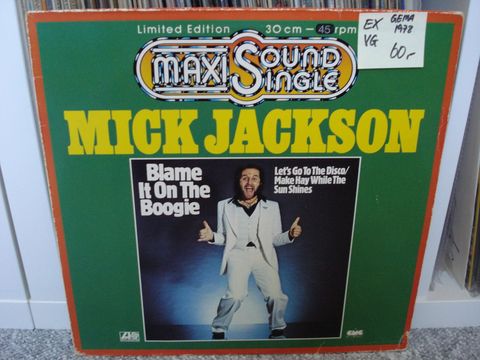 Limited Edition 30 cm – 45 rpm
MAXI SOUND SINGLE
EX GEMA 1978
VG 60,-
MICK JACKSON
Blame
It On The
Boogie
Let's Go To The Disco/
Make Hay While The
Sun Shines